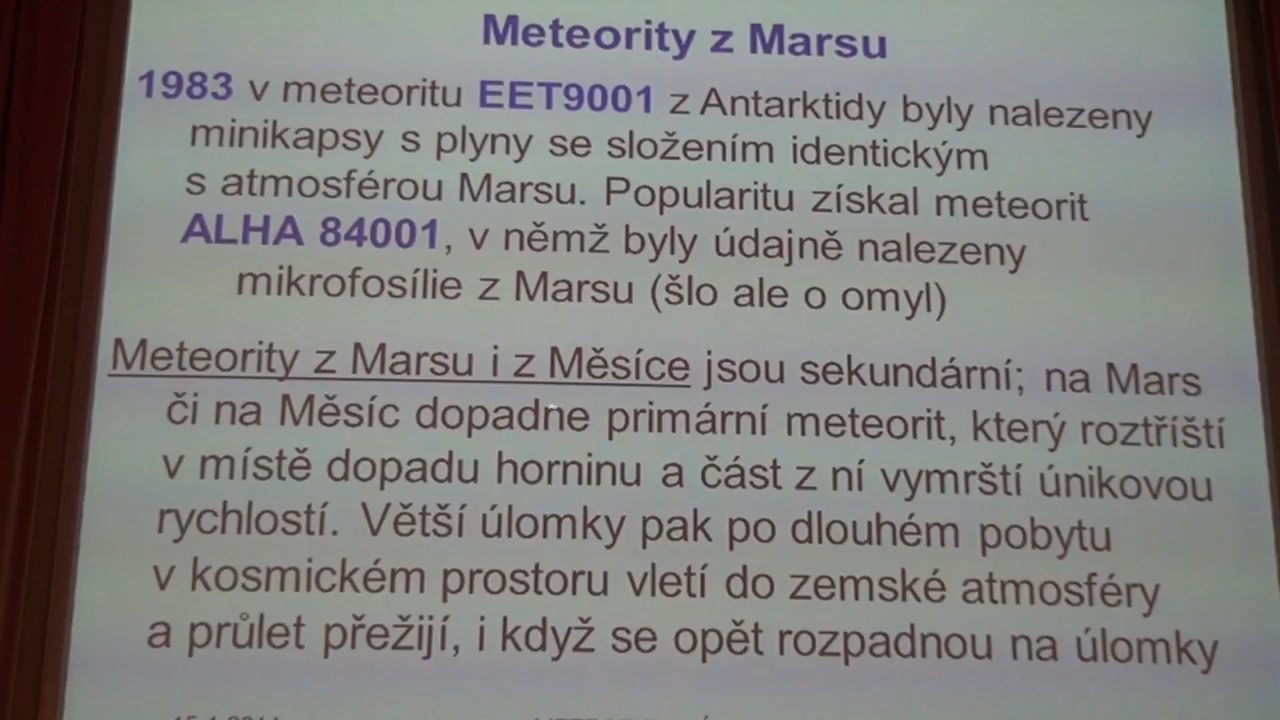 Meteority z Marsu
1983 v meteoritu EET9001 z Antarktidy byly nalezeny
minikapsy s plyny se složením identickým
s atmosférou Marsu. Popularitu získal meteorit
ALHA 84001, v němž byly údajně nalezeny
mikrofosílie z Marsu (šlo ale o omyl)
Meteority z Marsu i z Měsíce jsou sekundární; na Mars
či na Měsíc dopadne primární meteorit, který roztříští
v místě dopadu horninu a část z ní vymrští únikovou
rychlostí. Větší úlomky pak po dlouhém pobytu
v kosmickém prostoru vletí do zemské atmosféry
a průlet přežijí, i když se opět rozpadnou na úlomky